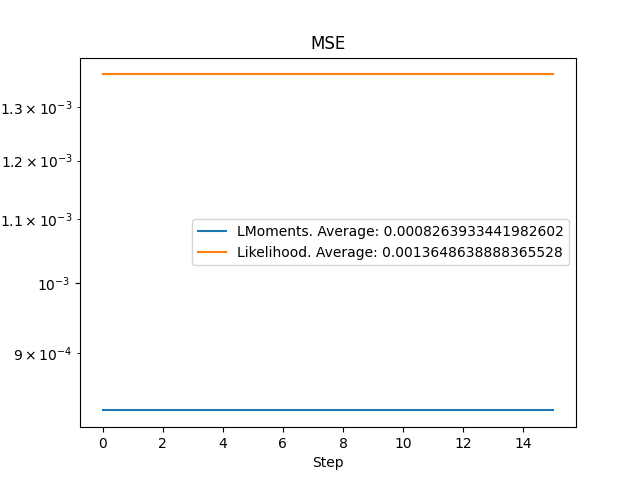 MSE
1.3 × 10⁻³
1.2 × 10⁻³
1.1 × 10⁻³
10⁻³
9 × 10⁻⁴
LMoments. Average: 0.0008263933441982602
Likelihood. Average: 0.0013648638888365528
0 2 4 6 8 10 12 14
Step